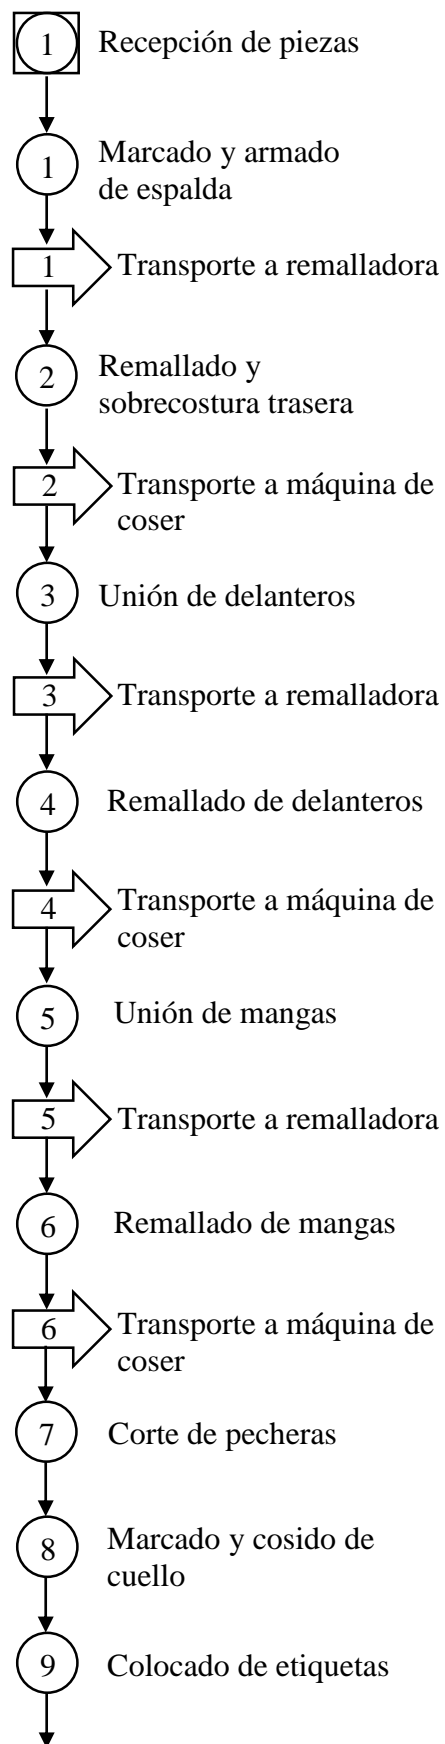 1 Recepción de piezas
1 Marcado y armado
de espalda
1 Transporte a remalladora
2 Remallado y
sobrecostura trasera
2 Transporte a máquina de
coser
3 Unión de delanteros
3 Transporte a remalladora
4 Remallado de delanteros
4 Transporte a máquina de
coser
5 Unión de mangas
5 Transporte a remalladora
6 Remallado de mangas
6 Transporte a máquina de
coser
7 Corte de pecheras
8 Marcado y cosido de
cuello
9 Colocado de etiquetas